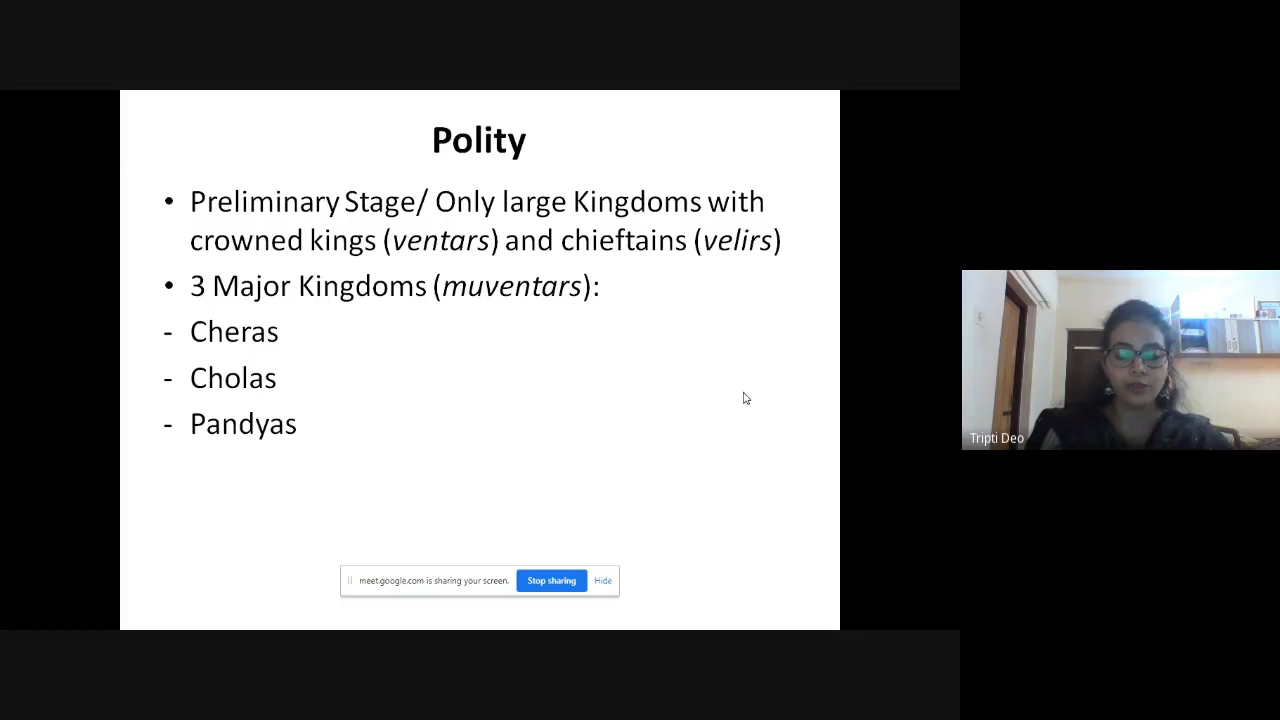 Polity
• Preliminary Stage/ Only large Kingdoms with
crowned kings (ventars) and chieftains (velirs)
• 3 Major Kingdoms (muventars):
- Cheras
- Cholas
- Pandyas
meet.google.com is sharing your screen. Stop sharing Hide
Tripti Deo